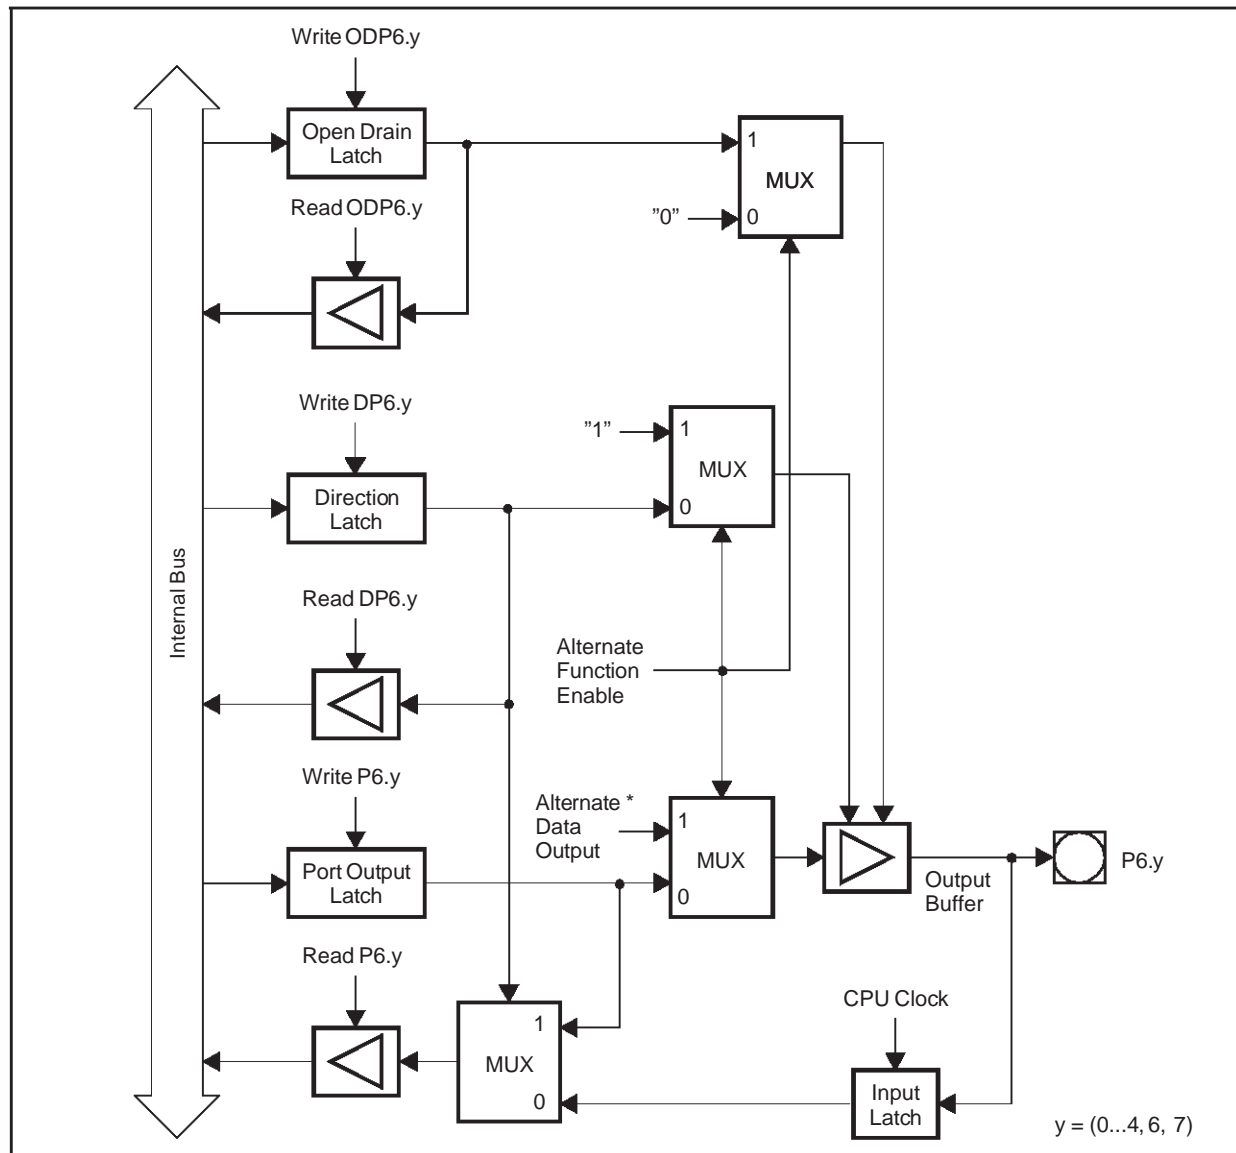 Write ODP6.y
Open Drain
Latch
1
MUX
Read ODP6.y
”0”
0
Write DP6.y
”1”
1
MUX
Direction
Latch
0
Internal Bus
Read DP6.y
Alternate
Function
Enable
Write P6.y
Alternate *
Data
Output
1
MUX
Port Output
Latch
0
Output
Buffer
P6.y
Read P6.y
CPU Clock
1
MUX
0
Input
Latch
y = (0...4, 6, 7)